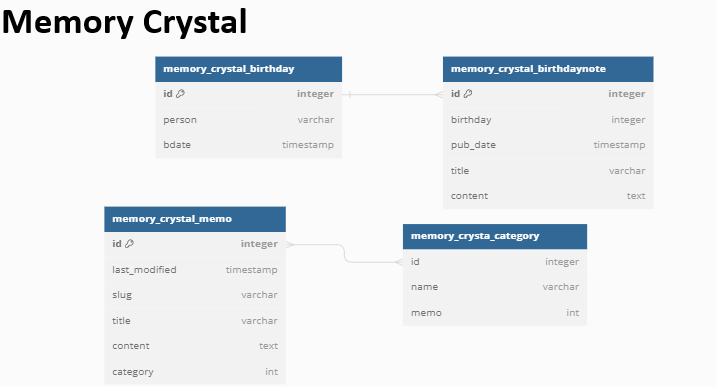 Memory Crystal
memory_crystal_birthday
id integer
person varchar
bdate timestamp
memory_crystal_birthdaynote
id integer
birthday integer
pub_date timestamp
title varchar
content text
memory_crystal_memo
id integer
last_modified timestamp
slug varchar
title varchar
content text
category int
memory_crysta_category
id integer
name varchar
memo int